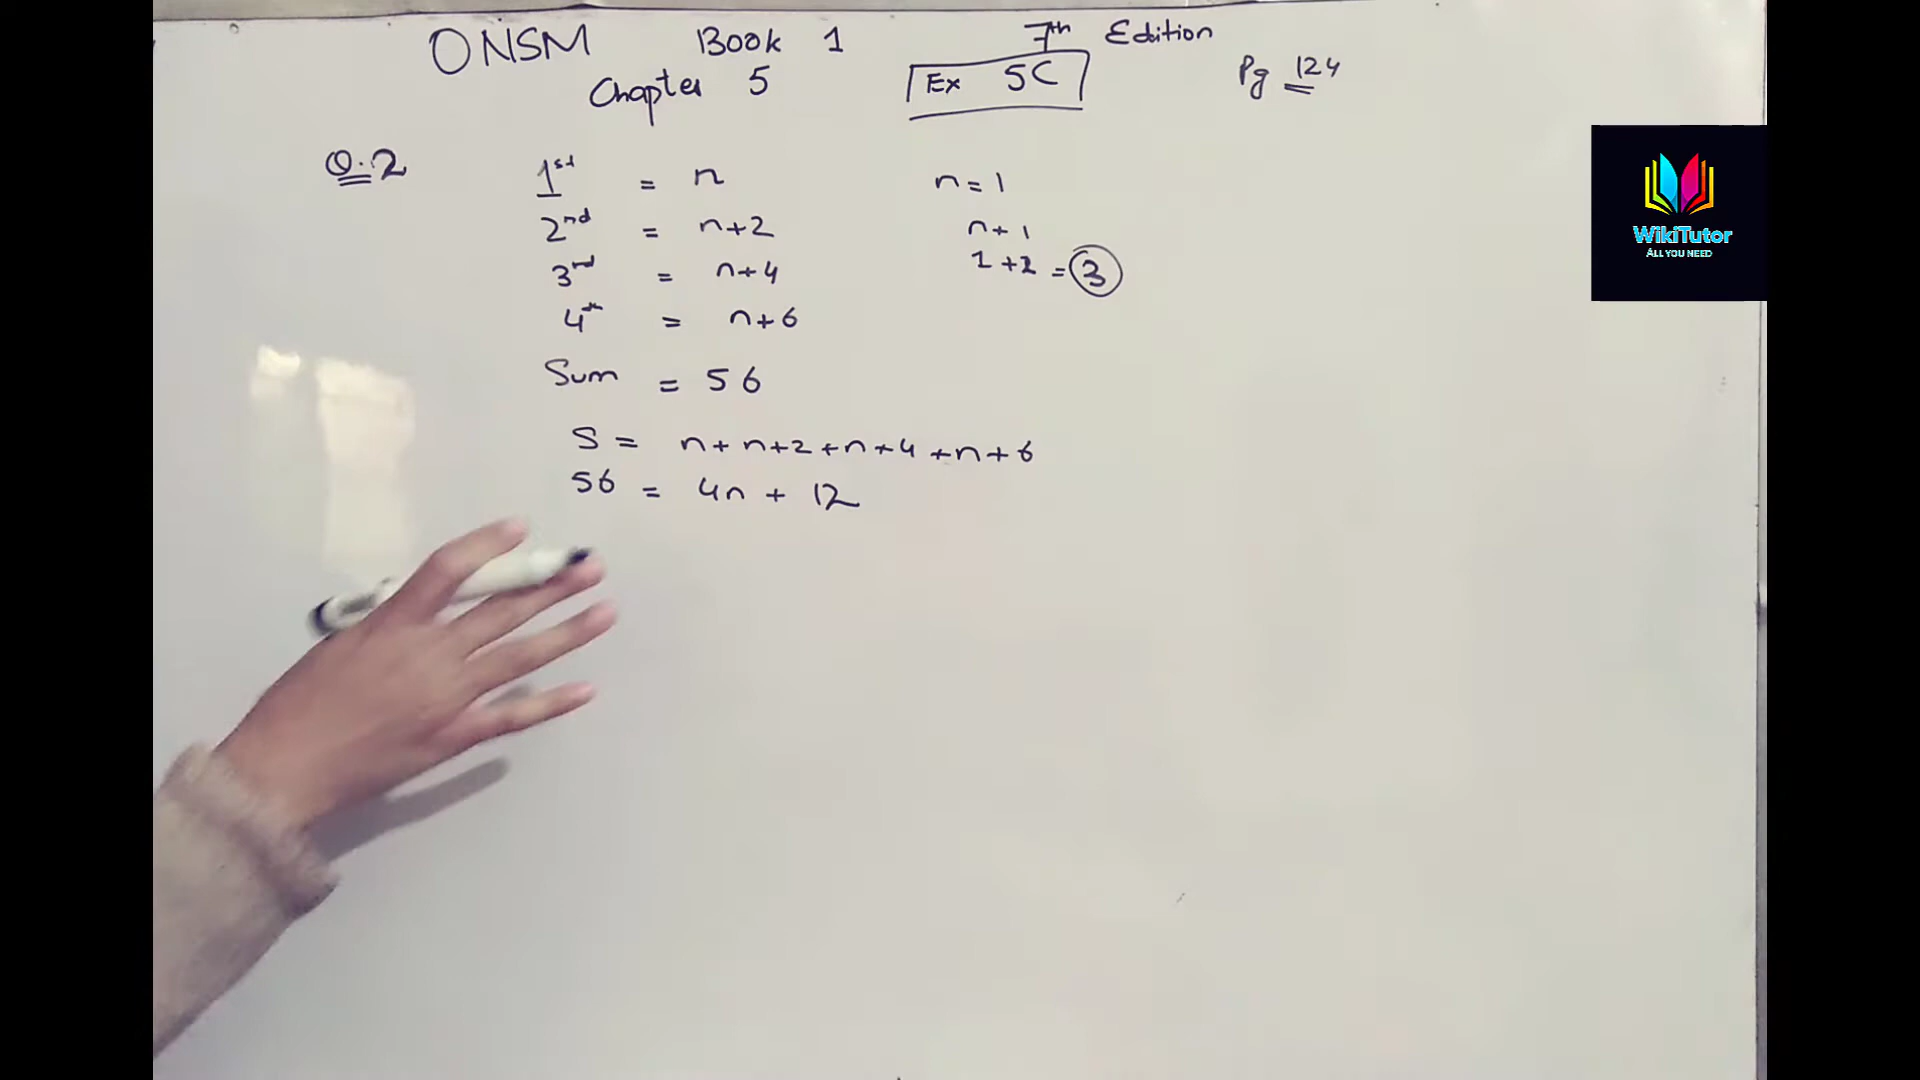 ONSM Book 1 7th Edition
Chapter 5 Ex 5C Pg 124
Q.2 1st = n n = 1
2nd = n+2 n+1
3rd = n+4 1+2 = 3
4th = n+6
Sum = 56
S = n+n+2+n+4+n+6
56 = 4n + 12
WikiTutor
ALL YOU NEED